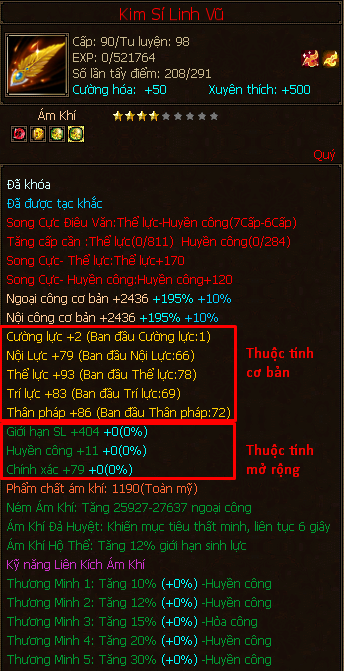 Kim Sí Linh Vũ
Cấp: 90/Tu luyện: 98
EXP: 0/521764
Số lần tẩy điểm: 208/291
Cường hóa: +50 Xuyên thích: +500
Ám Khí
Quý
Đã khóa
Đã được tạc khắc
Song Cực Điêu Văn:Thể lực-Huyền công(7Cấp-6Cấp)
Tăng cấp cần :Thể lực(0/811) Huyền công(0/284)
Song Cực- Thể lực:Thể lực+170
Song Cực- Huyền công:Huyền công+120
Ngoại công cơ bản +2436 +195% +10%
Nội công cơ bản +2436 +195% +10%
Cường lực +2 (Ban đầu Cường lực:1)
Nội Lực +79 (Ban đầu Nội Lực:66)
Thể lực +93 (Ban đầu Thể lực:78)
Trí lực +83 (Ban đầu Trí lực:69)
Thân pháp +86 (Ban đầu Thân pháp:72)
Thuộc tính
cơ bản
Giới hạn SL +404 +0(0%)
Huyền công +11 +0(0%)
Chính xác +79 +0(0%)
Thuộc tính
mở rộng
Phẩm chất ám khí: 1190(Toàn mỹ)
Ném Ám Khí: Tăng 25927-27637 ngoại công
Ám Khí Đả Huyệt: Khiến mục tiêu thất minh, liên tục 6 giây
Ám Khí Hộ Thể: Tăng 12% giới hạn sinh lực
Kỹ năng Liên Kích Ám Khí
Thương Minh 1: Tăng 10% (+0%) -Huyền công
Thương Minh 2: Tăng 12% (+0%) -Huyền công
Thương Minh 3: Tăng 15% (+0%) -Hỏa công
Thương Minh 4: Tăng 20% (+0%) -Huyền công
Thương Minh 5: Tăng 30% (+0%) -Huyền công